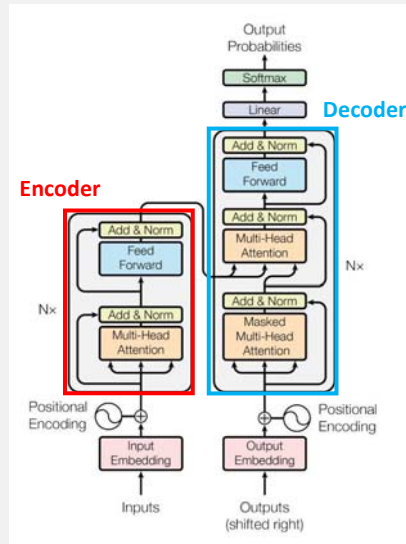 Output
Probabilities
Softmax
Linear
Decoder
Add & Norm
Feed
Forward
Add & Norm
Multi-Head
Attention
Nx
Add & Norm
Masked
Multi-Head
Attention
Encoder
Add & Norm
Feed
Forward
Nx
Add & Norm
Multi-Head
Attention
Positional
Encoding
Positional
Encoding
Input
Embedding
Output
Embedding
Inputs
Outputs
(shifted right)